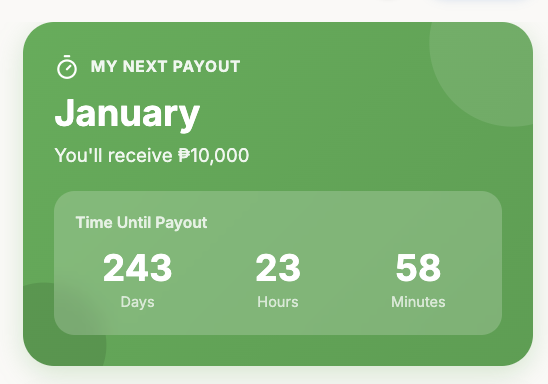 MY NEXT PAYOUT
January
You'll receive ₱10,000
Time Until Payout
243 23 58
Days Hours Minutes